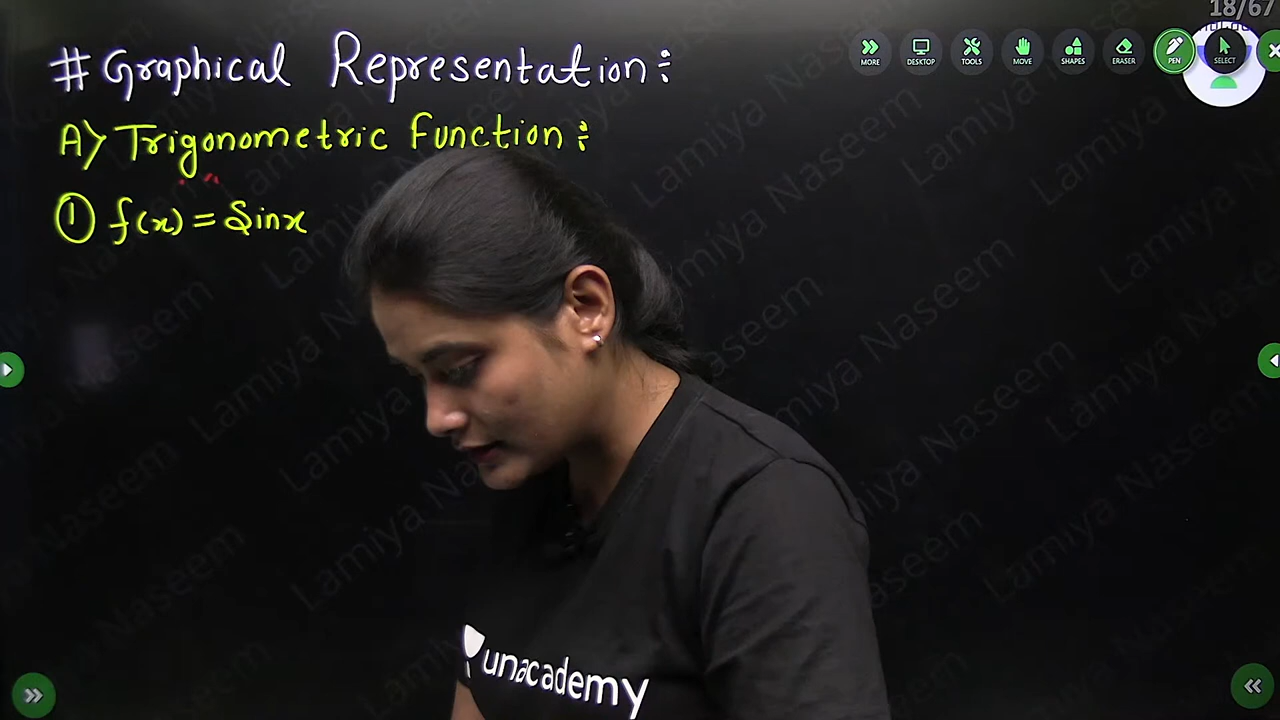 18/67
MORE DESKTOP TOOLS MOVE SHAPES ERASER PEN SELECT
# Graphical Representation :
A) Trigonometric Function :
① f(x) = Sinx
Lamiya Naseem
unacademy